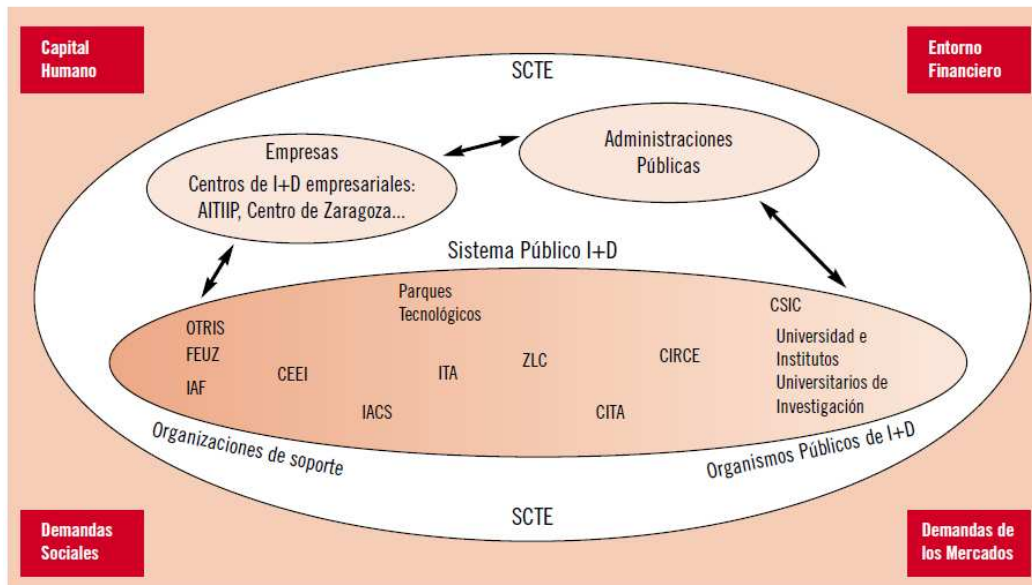 Capital
Humano
Entorno
Financiero
SCTE
Empresas
Centros de I+D empresariales:
AITIIP, Centro de Zaragoza...
Administraciones
Públicas
Sistema Público I+D
Parques
Tecnológicos
CSIC
OTRIS
FEUZ
IAF
CEEI
ITA
ZLC
CIRCE
Universidad e
Institutos
Universitarios de
Investigación
IACS
CITA
Organizaciones de soporte
Organismos Públicos de I+D
SCTE
Demandas
Sociales
Demandas de
los Mercados